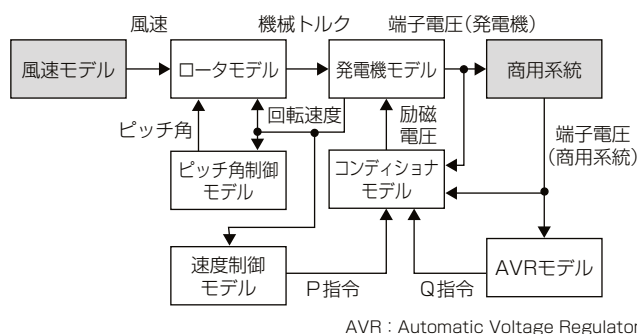 風速
機械トルク
端子電圧(発電機)
風速モデル
ロータモデル
発電機モデル
商用系統
ピッチ角
回転速度
励磁
電圧
端子電圧
(商用系統)
ピッチ角制御
モデル
コンディショナ
モデル
速度制御
モデル
P指令
Q指令
AVRモデル
AVR:Automatic Voltage Regulator